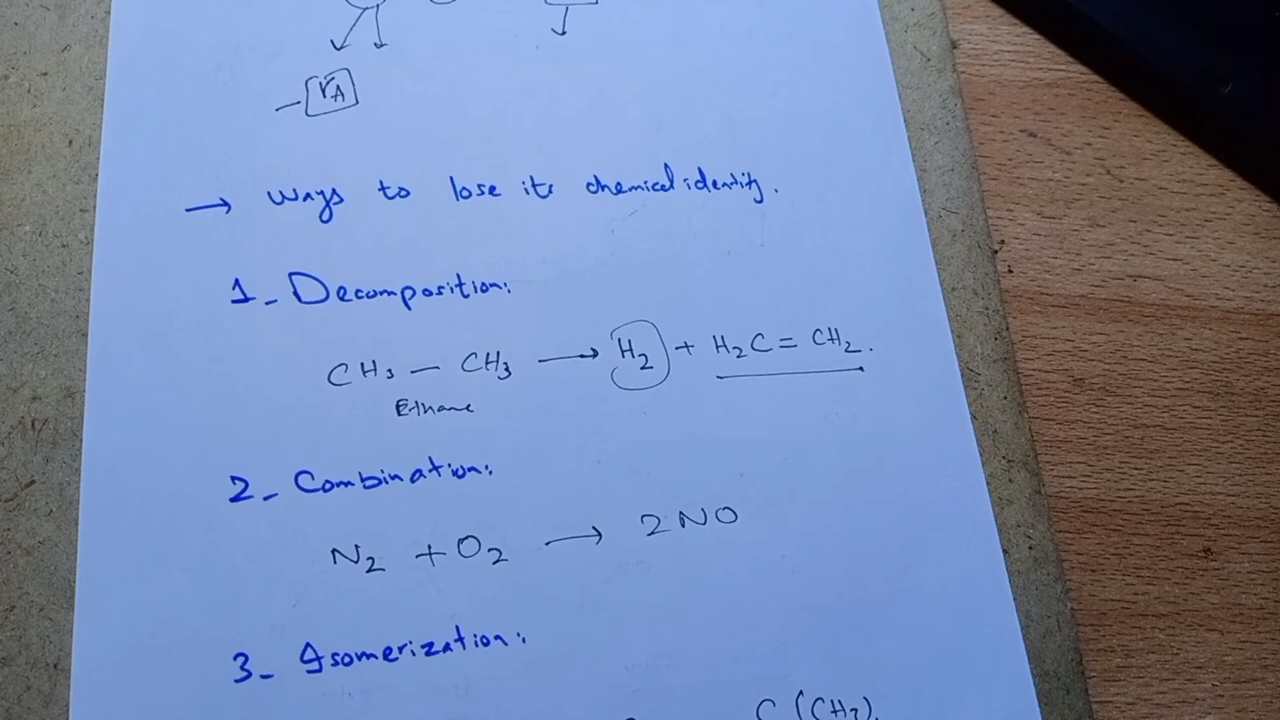 - rA
→ Ways to lose its chemical identity.
1- Decomposition:
CH3 — CH3 → H2 + H2C = CH2.
Ethane
2- Combination:
N2 + O2 → 2NO
3- Isomerization:
C(CH3)